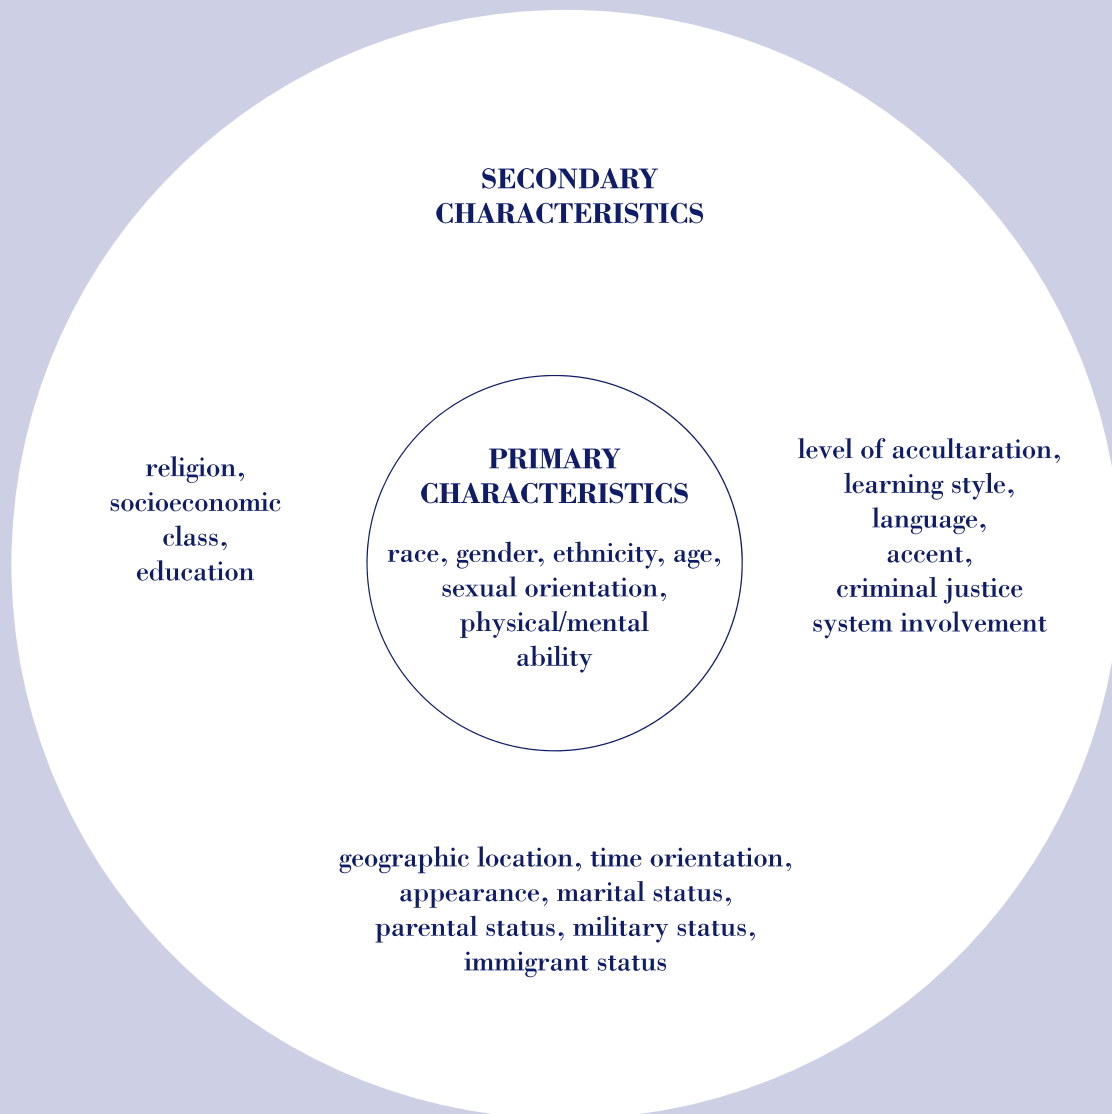 SECONDARY
CHARACTERISTICS
religion,
socioeconomic
class,
education
PRIMARY
CHARACTERISTICS
race, gender, ethnicity, age,
sexual orientation,
physical/mental
ability
level of accultaration,
learning style,
language,
accent,
criminal justice
system involvement
geographic location, time orientation,
appearance, marital status,
parental status, military status,
immigrant status